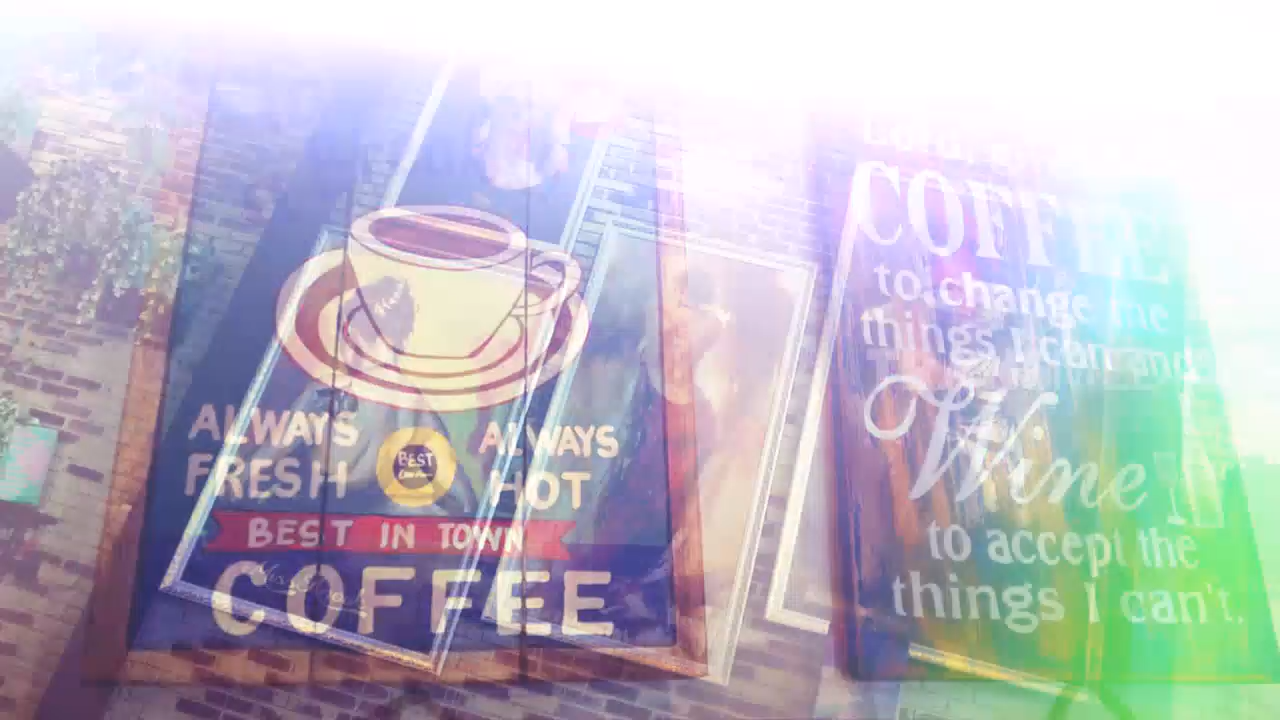 ALWAYS FRESH
BEST
ALWAYS HOT
BEST IN TOWN
COFFEE
COFFEE
to change the
things I can and
Wine
to accept the
things I can't.